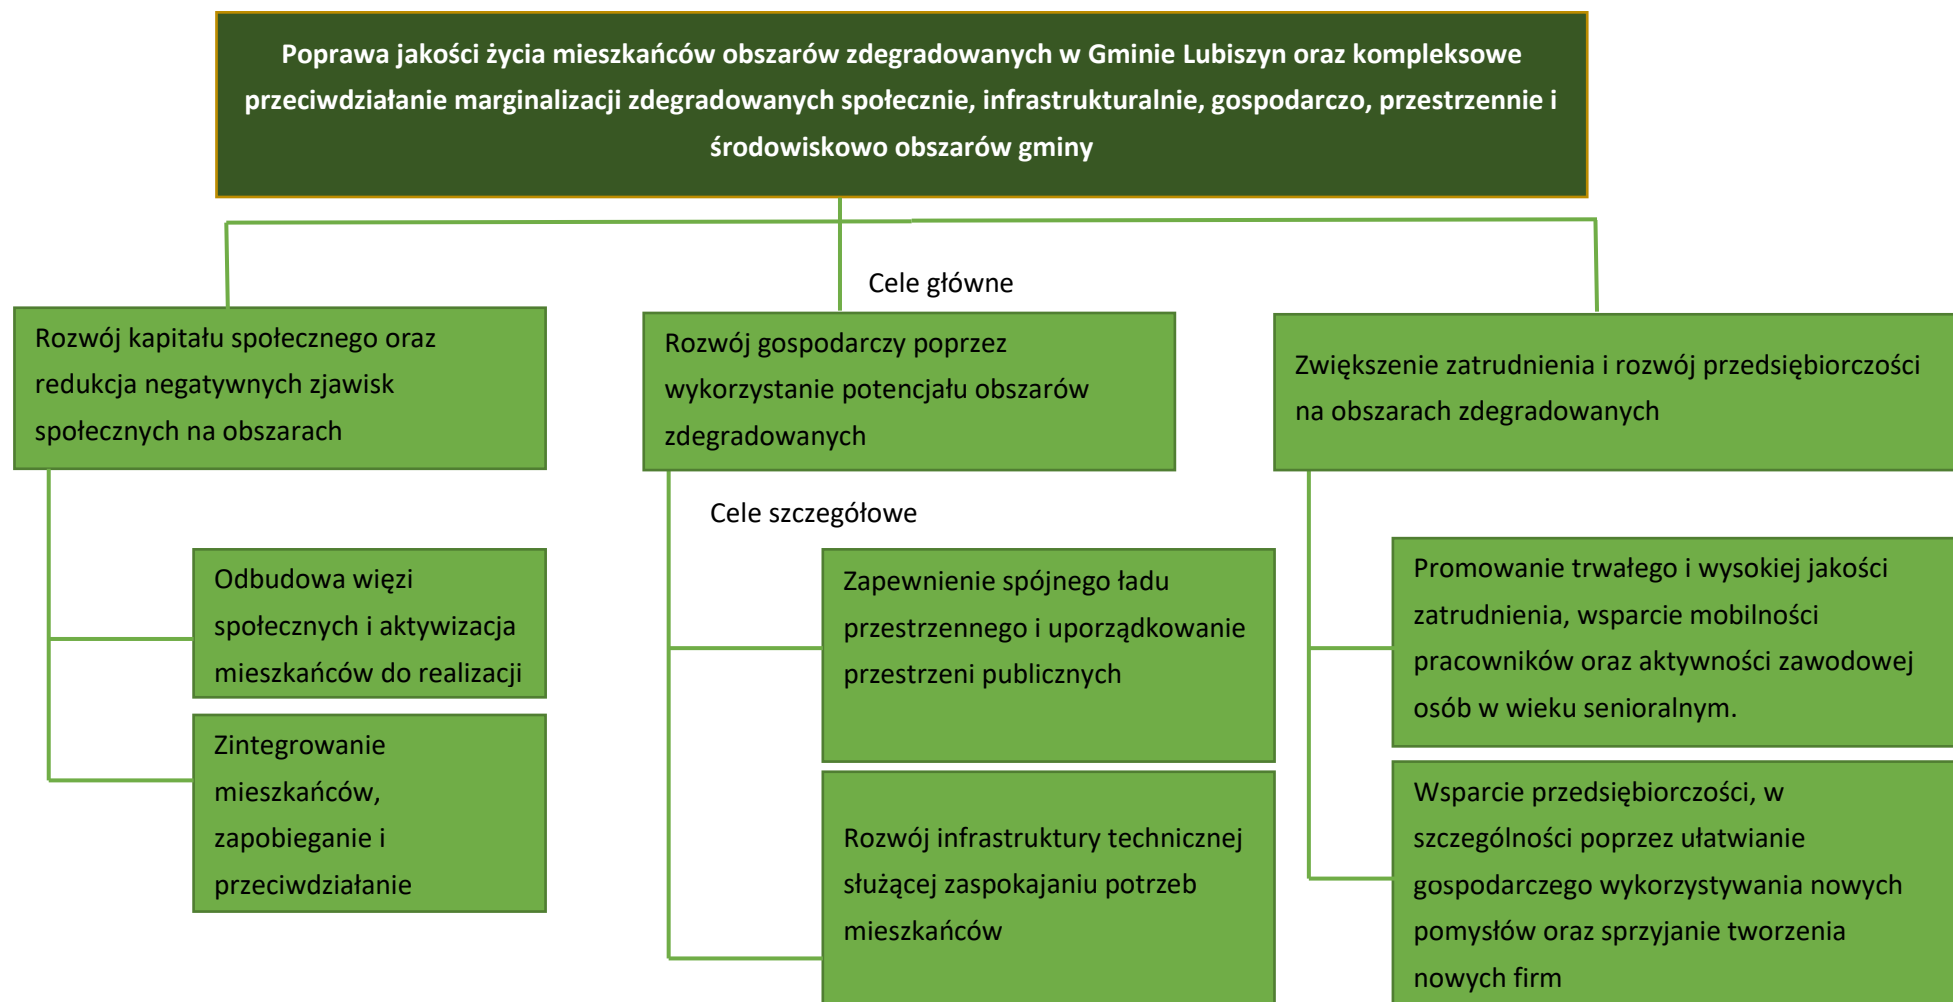 Poprawa jakości życia mieszkańców obszarów zdegradowanych w Gminie Lubiszyn oraz kompleksowe
przeciwdziałanie marginalizacji zdegradowanych społecznie, infrastrukturalnie, gospodarczo, przestrzennie i
środowiskowo obszarów gminy
Cele główne
Rozwój kapitału społecznego oraz
redukcja negatywnych zjawisk
społecznych na obszarach
Rozwój gospodarczy poprzez
wykorzystanie potencjału obszarów
zdegradowanych
Zwiększenie zatrudnienia i rozwój przedsiębiorczości
na obszarach zdegradowanych
Cele szczegółowe
Odbudowa więzi
społecznych i aktywizacja
mieszkańców do realizacji
Zintegrowanie
mieszkańców,
zapobieganie i
przeciwdziałanie
Zapewnienie spójnego ładu
przestrzennego i uporządkowanie
przestrzeni publicznych
Rozwój infrastruktury technicznej
służącej zaspokajaniu potrzeb
mieszkańców
Promowanie trwałego i wysokiej jakości
zatrudnienia, wsparcie mobilności
pracowników oraz aktywności zawodowej
osób w wieku senioralnym.
Wsparcie przedsiębiorczości, w
szczególności poprzez ułatwianie
gospodarczego wykorzystywania nowych
pomysłów oraz sprzyjanie tworzenia
nowych firm